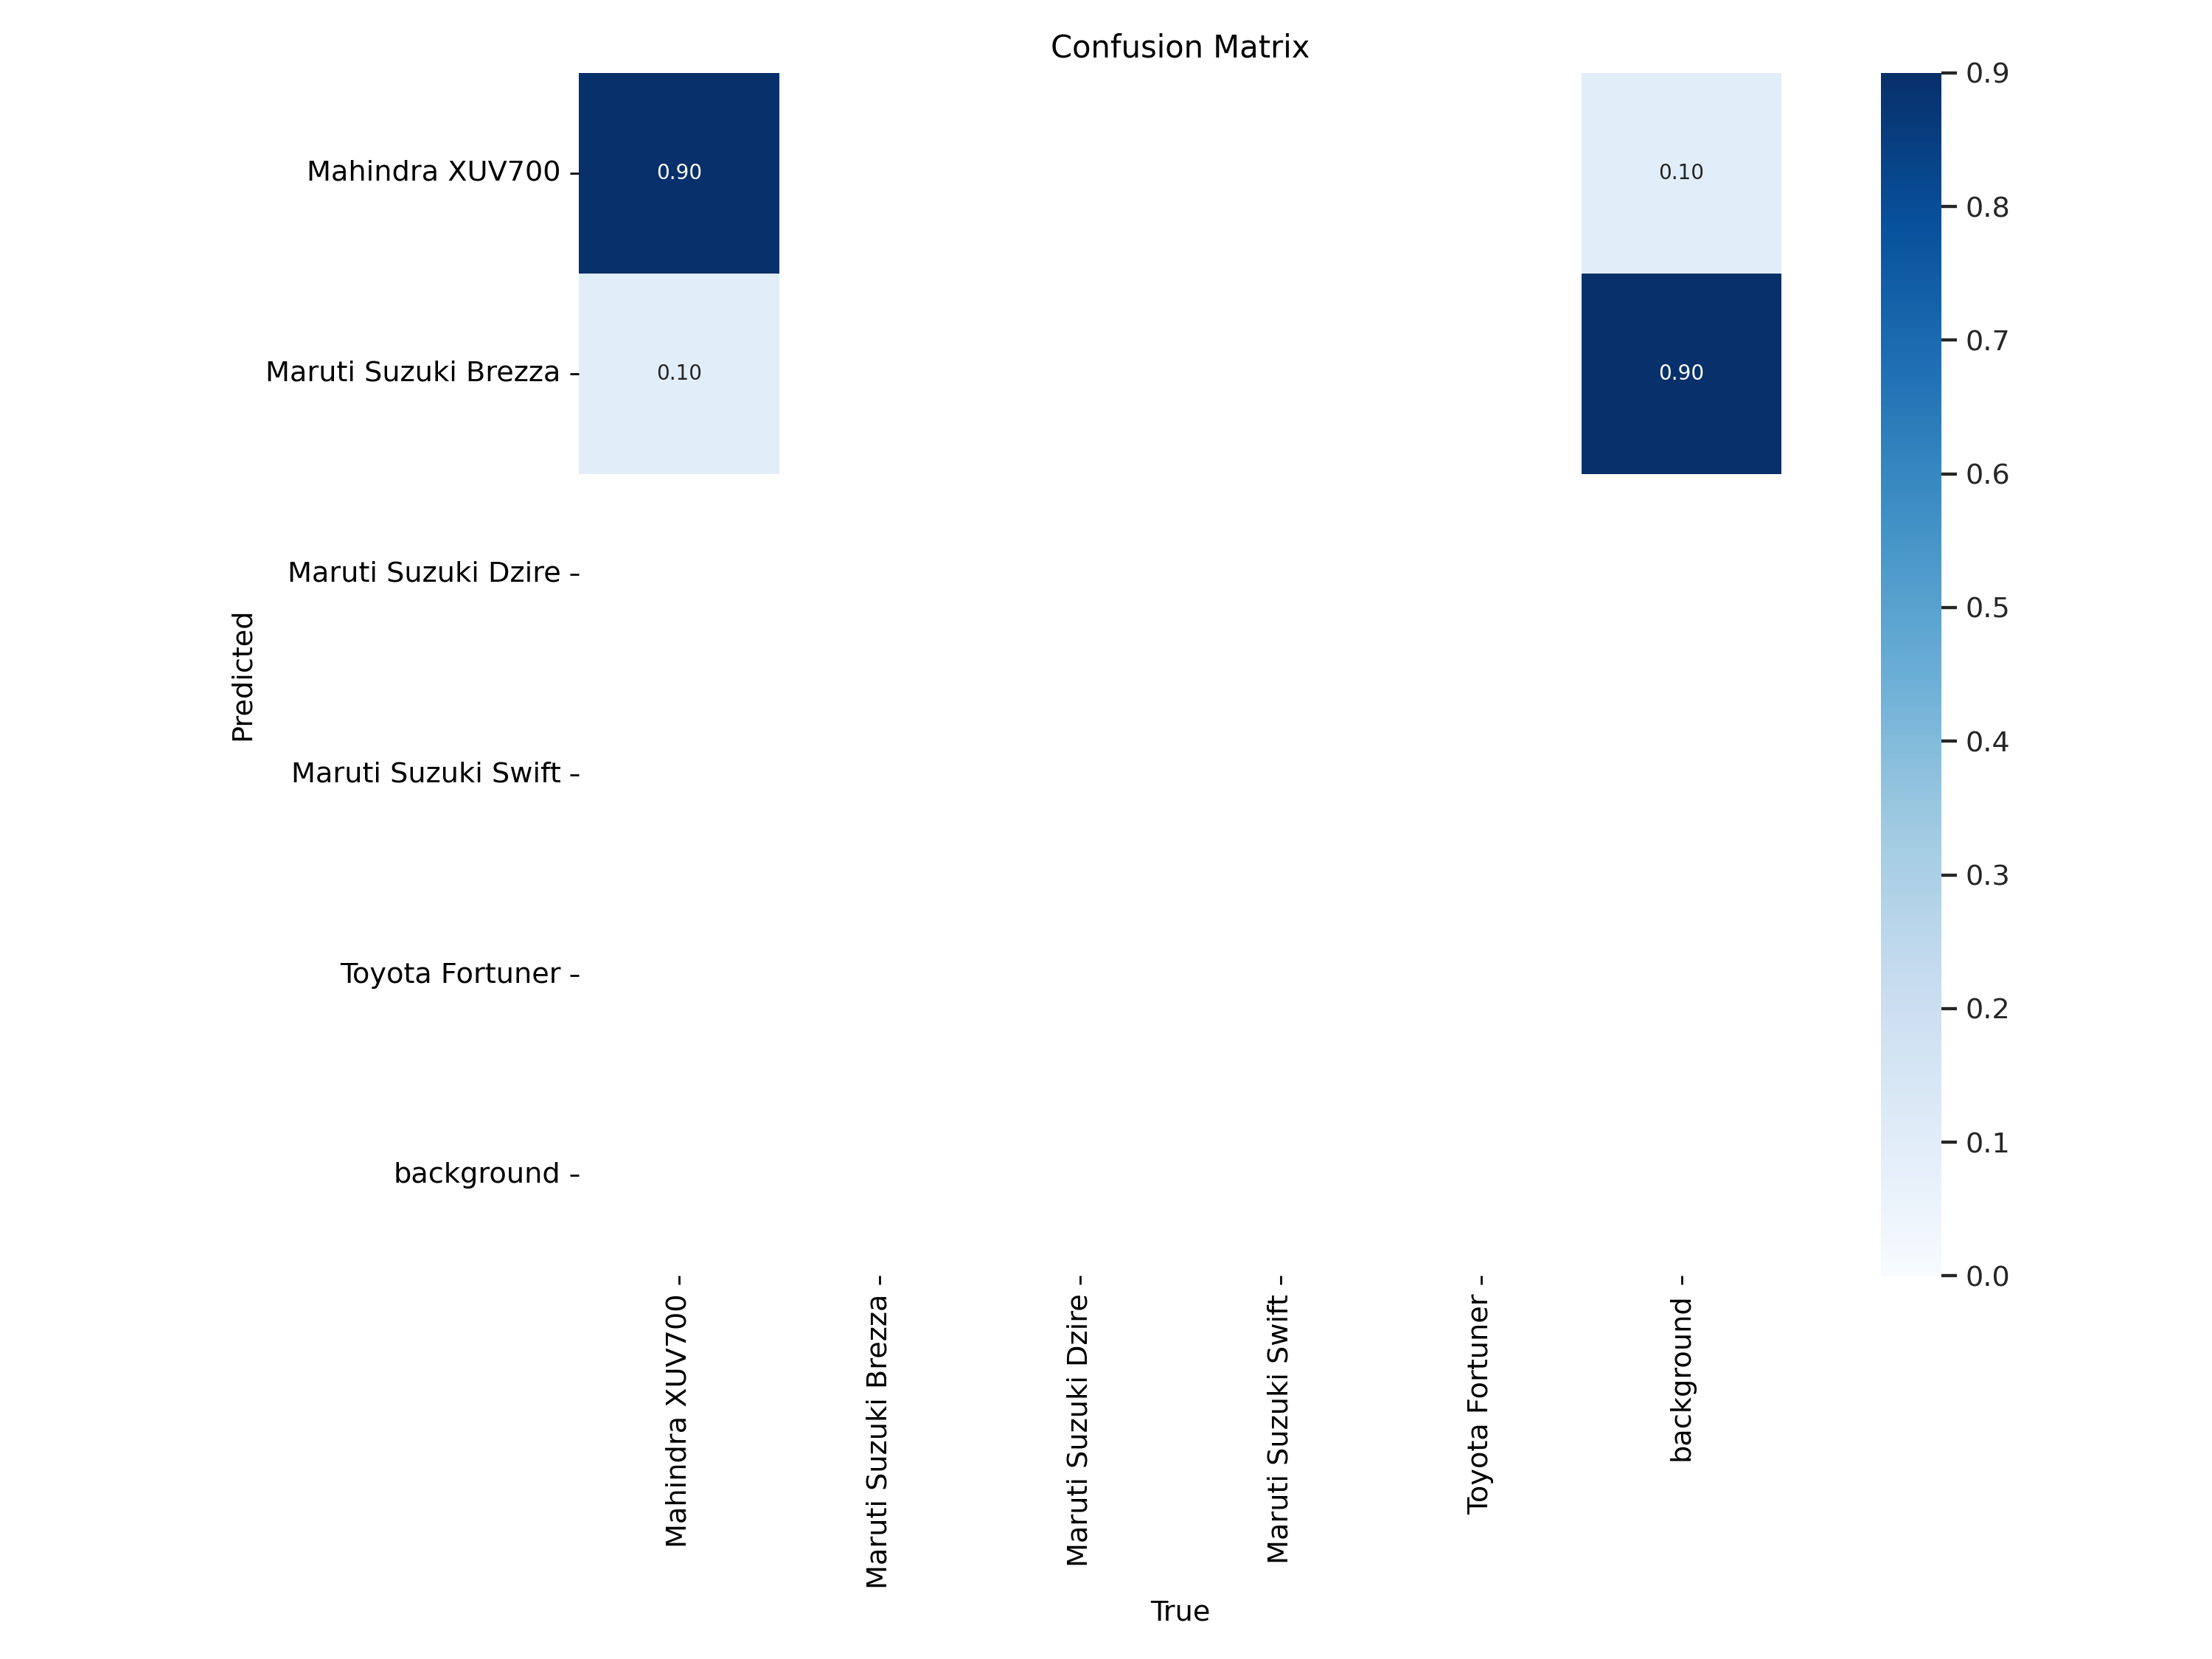 Confusion Matrix
Mahindra XUV700
0.90
0.10
Maruti Suzuki Brezza
0.10
0.90
Maruti Suzuki Dzire
Maruti Suzuki Swift
Toyota Fortuner
background
Predicted
Mahindra XUV700
Maruti Suzuki Brezza
Maruti Suzuki Dzire
Maruti Suzuki Swift
Toyota Fortuner
background
True
0.9
0.8
0.7
0.6
0.5
0.4
0.3
0.2
0.1
0.0